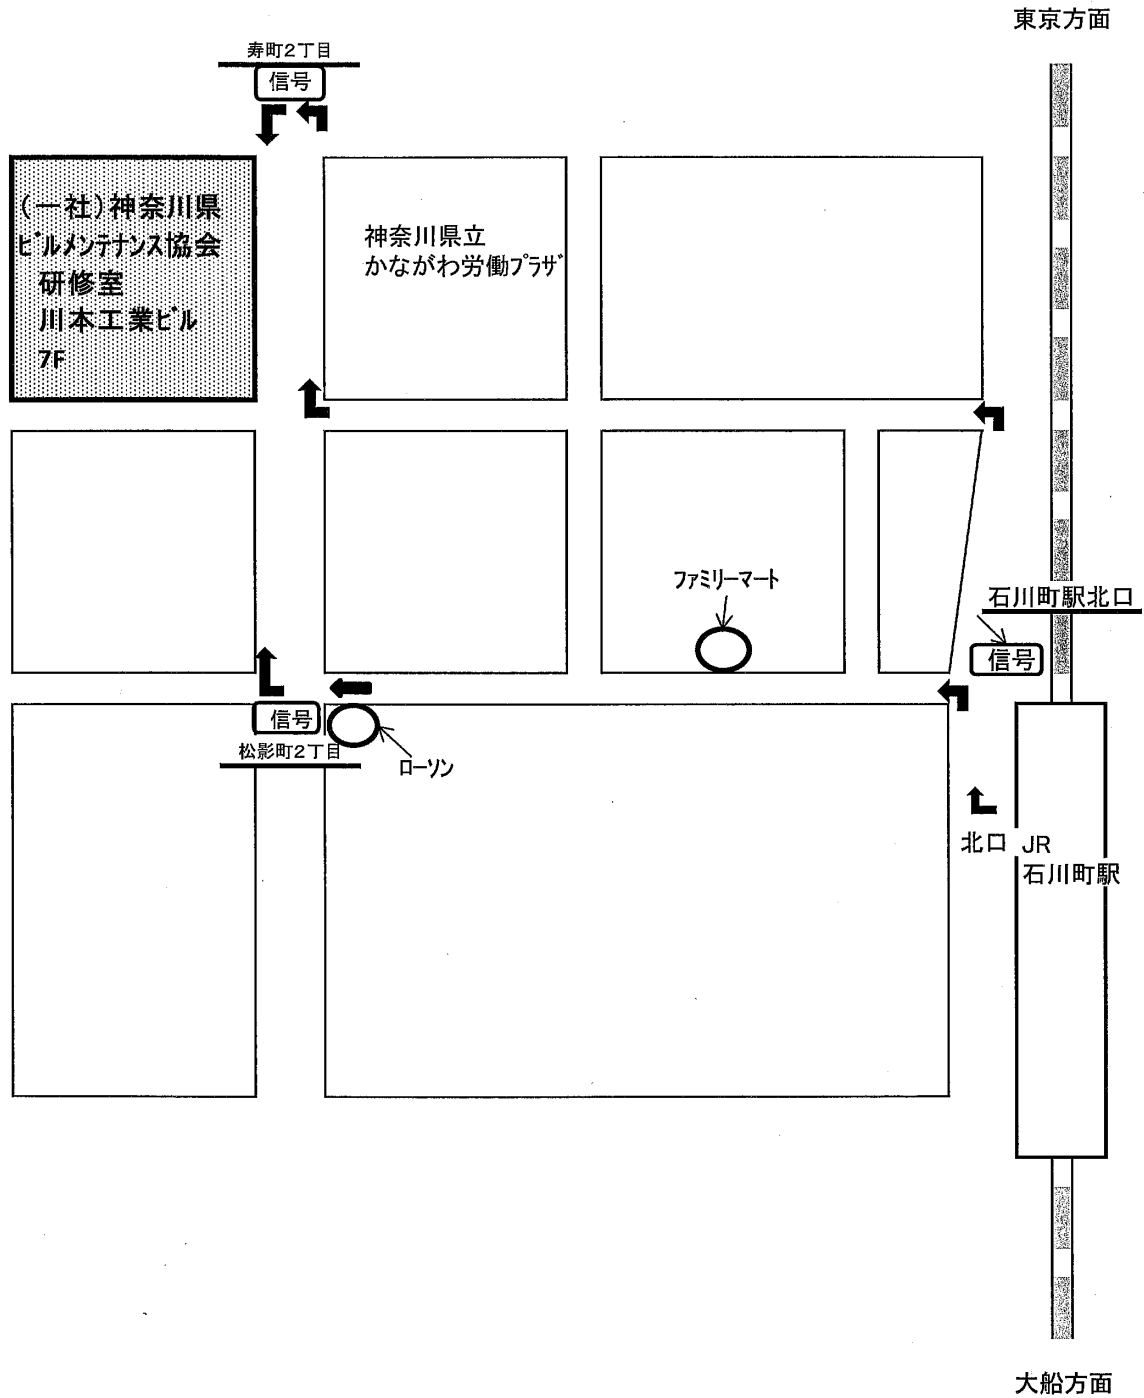 東京方面
寿町2丁目
信号
(一社)神奈川県
ビルメンテナンス協会
研修室
川本工業ビル
7F
神奈川県立
かながわ労働プラザ
ファミリーマート
石川町駅北口
信号
信号
松影町2丁目
ローソン
北口
JR
石川町駅
大船方面